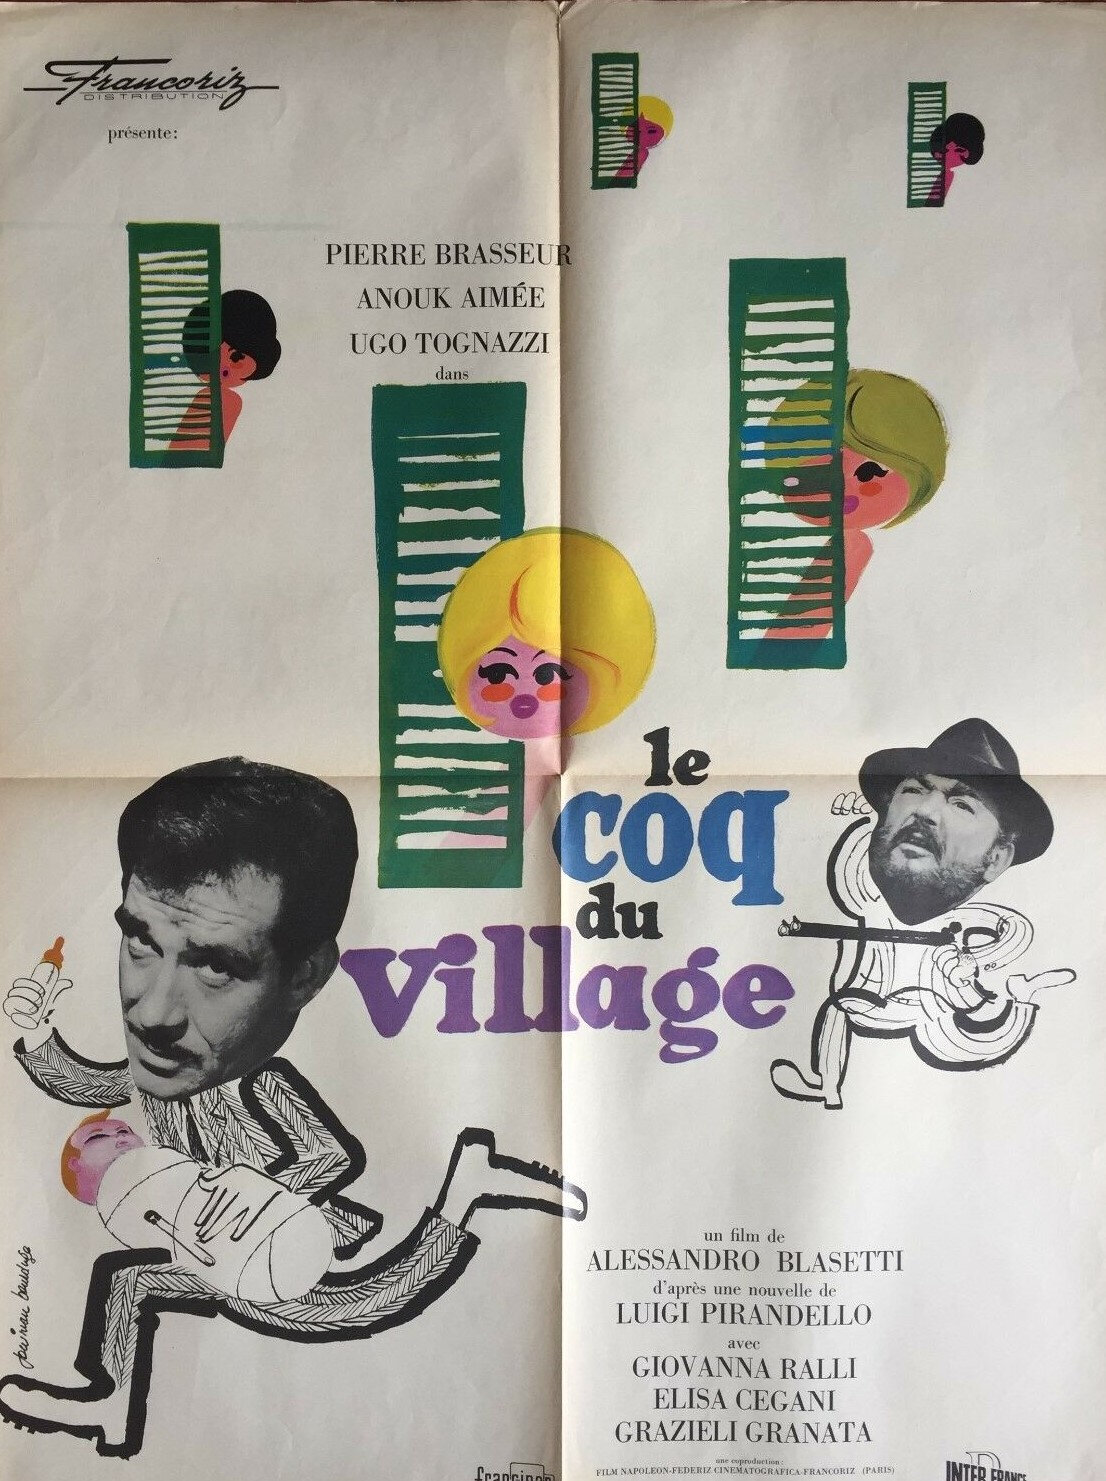 Francoriz
DISTRIBUTION
présente:
PIERRE BRASSEUR
ANOUK AIMÉE
UGO TOGNAZZI
dans
le
coq
du
village
un film de
ALESSANDRO BLASETTI
d'après une nouvelle de
LUIGI PIRANDELLO
avec
GIOVANNA RALLI
ELISA CEGANI
GRAZIELI GRANATA
une coproduction:
FILM NAPOLEON-FEDERIZ CINEMATOGRAFICA-FRANCORIZ (PARIS)
INTER FRANCE